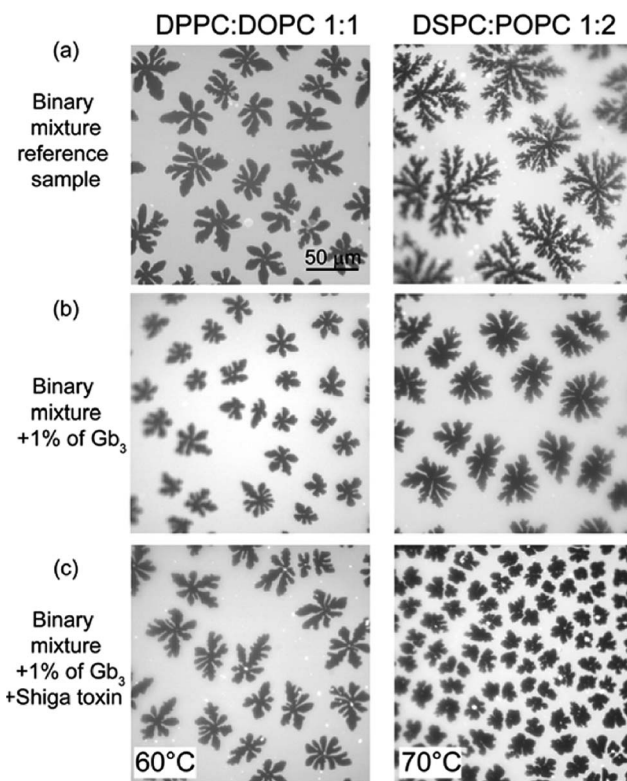 DPPC:DOPC 1:1
DSPC:POPC 1:2
(a)
Binary
mixture
reference
sample
50 µm
(b)
Binary
mixture
+1% of Gb₃
(c)
Binary
mixture
+1% of Gb₃
+Shiga toxin
60°C
70°C